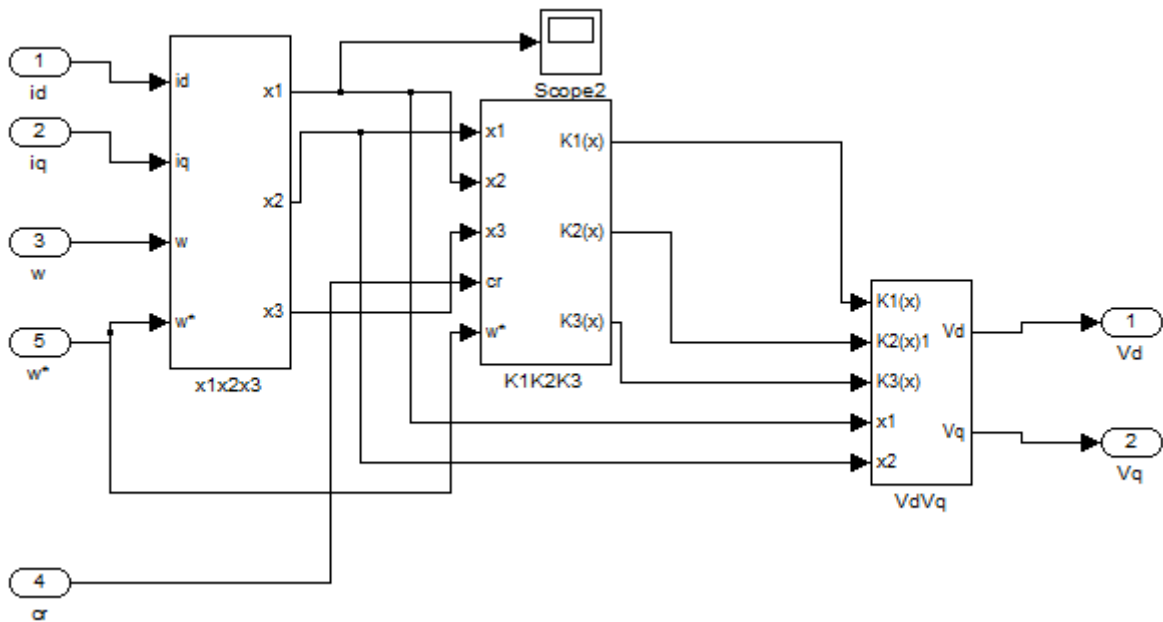 1
id
2
iq
3
w
5
w*
4
cr
id
iq
w
w*
x1
x2
x3
x1x2x3
Scope2
x1
x2
x3
cr
w*
K1(x)
K2(x)
K3(x)
K1K2K3
K1(x)
K2(x)1
K3(x)
x1
x2
Vd
Vq
VdVq
1
Vd
2
Vq